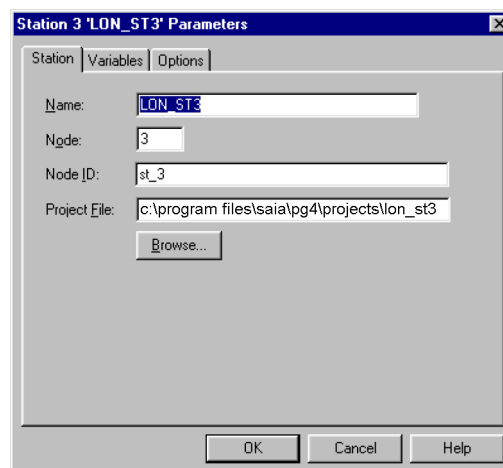 Station 3 'LON_ST3' Parameters
Station Variables Options
Name: LON_ST3
Node: 3
Node ID: st_3
Project File: c:\program files\saia\pg4\projects\lon_st3
Browse...
OK Cancel Help